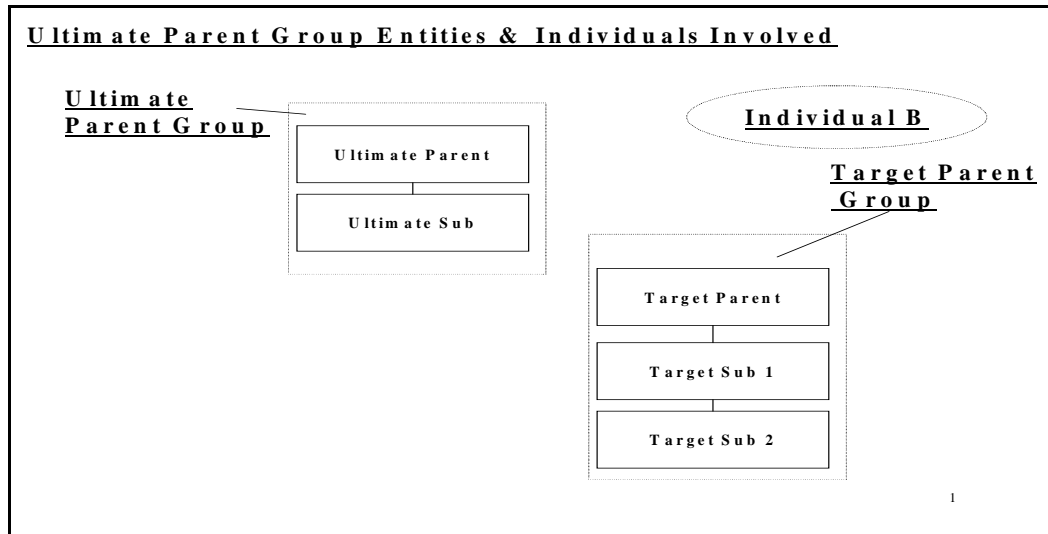 Ultimate Parent Group Entities & Individuals Involved
Ultimate
Parent Group
Ultimate Parent
Ultimate Sub
Individual B
Target Parent
Group
Target Parent
Target Sub 1
Target Sub 2
1